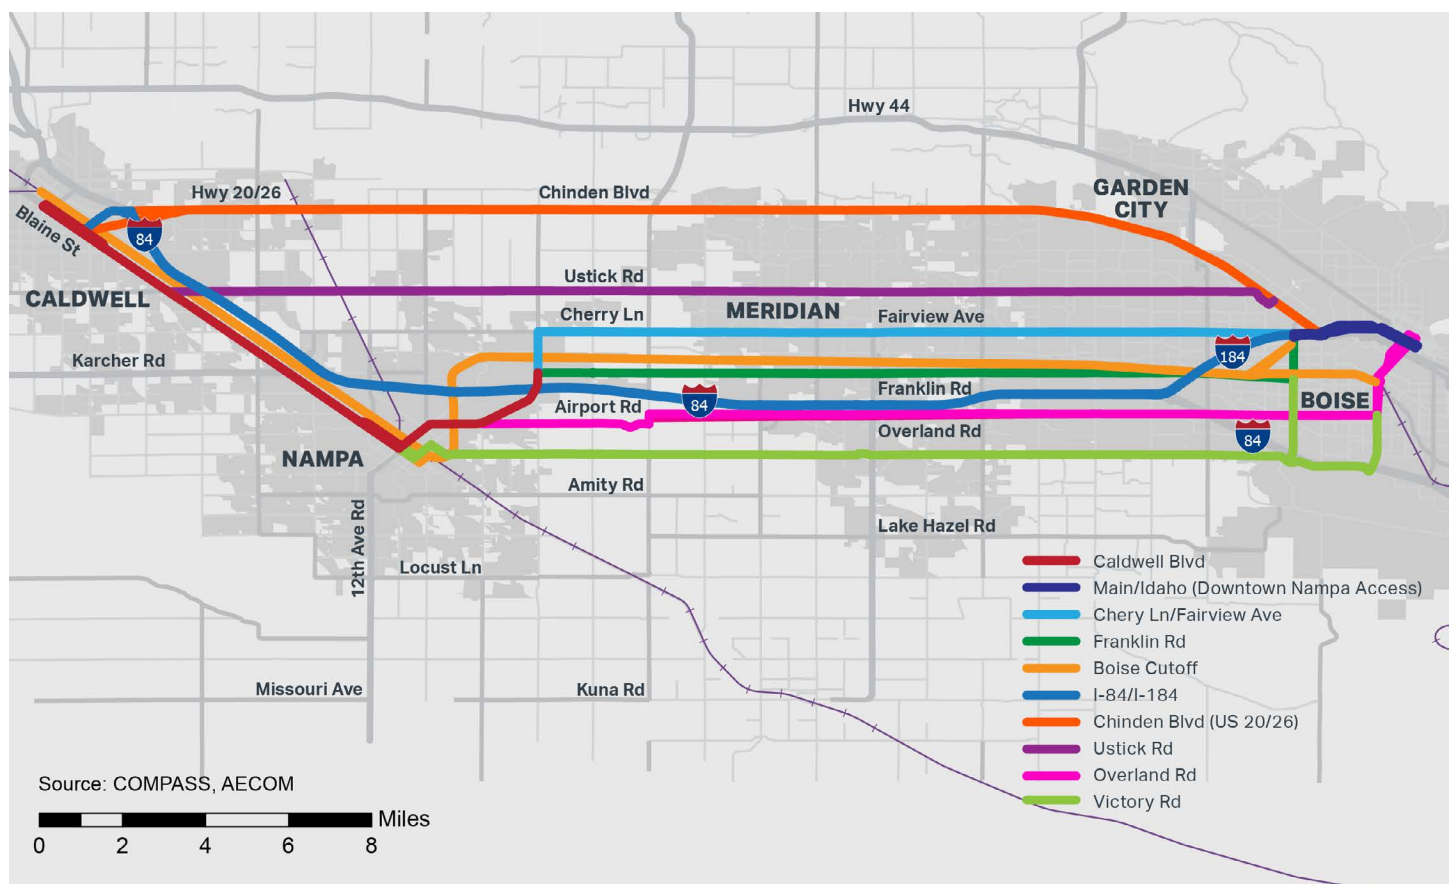 Hwy 44
GARDEN
CITY
Hwy 20/26
Chinden Blvd
Blaine St
84
Ustick Rd
CALDWELL
Cherry Ln
MERIDIAN
Fairview Ave
Karcher Rd
184
Franklin Rd
84
Airport Rd
BOISE
Overland Rd
84
NAMPA
Amity Rd
12th Ave Rd
Lake Hazel Rd
Locust Ln
Missouri Ave
Kuna Rd
Caldwell Blvd
Main/Idaho (Downtown Nampa Access)
Chery Ln/Fairview Ave
Franklin Rd
Boise Cutoff
I-84/I-184
Chinden Blvd (US 20/26)
Ustick Rd
Overland Rd
Victory Rd
Source: COMPASS, AECOM
Miles
0 2 4 6 8